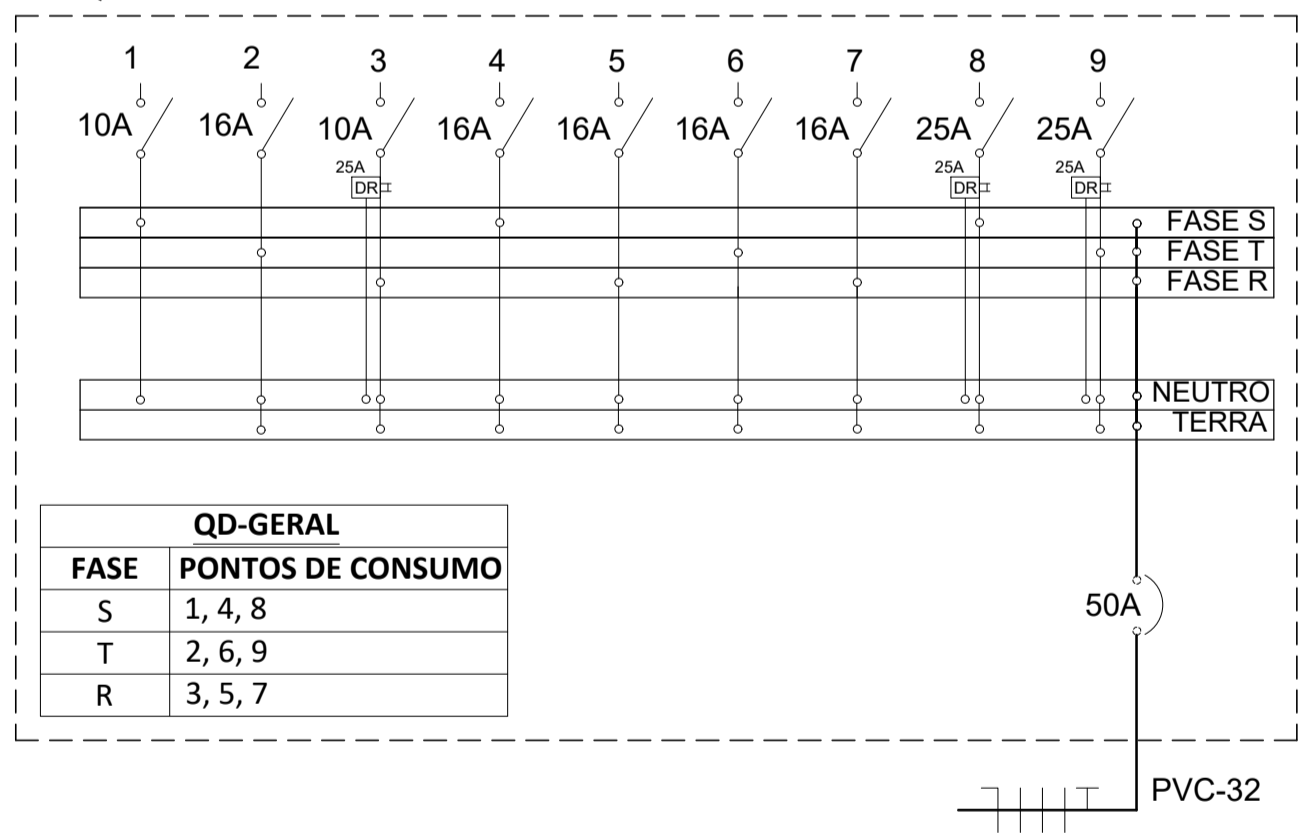 1 2 3 4 5 6 7 8 9
10A 16A 10A 16A 16A 16A 16A 25A 25A
25A 25A 25A
DR DR DR
FASE S
FASE T
FASE R
NEUTRO
TERRA
QD-GERAL
FASE PONTOS DE CONSUMO
S 1, 4, 8
T 2, 6, 9
R 3, 5, 7
50A
PVC-32